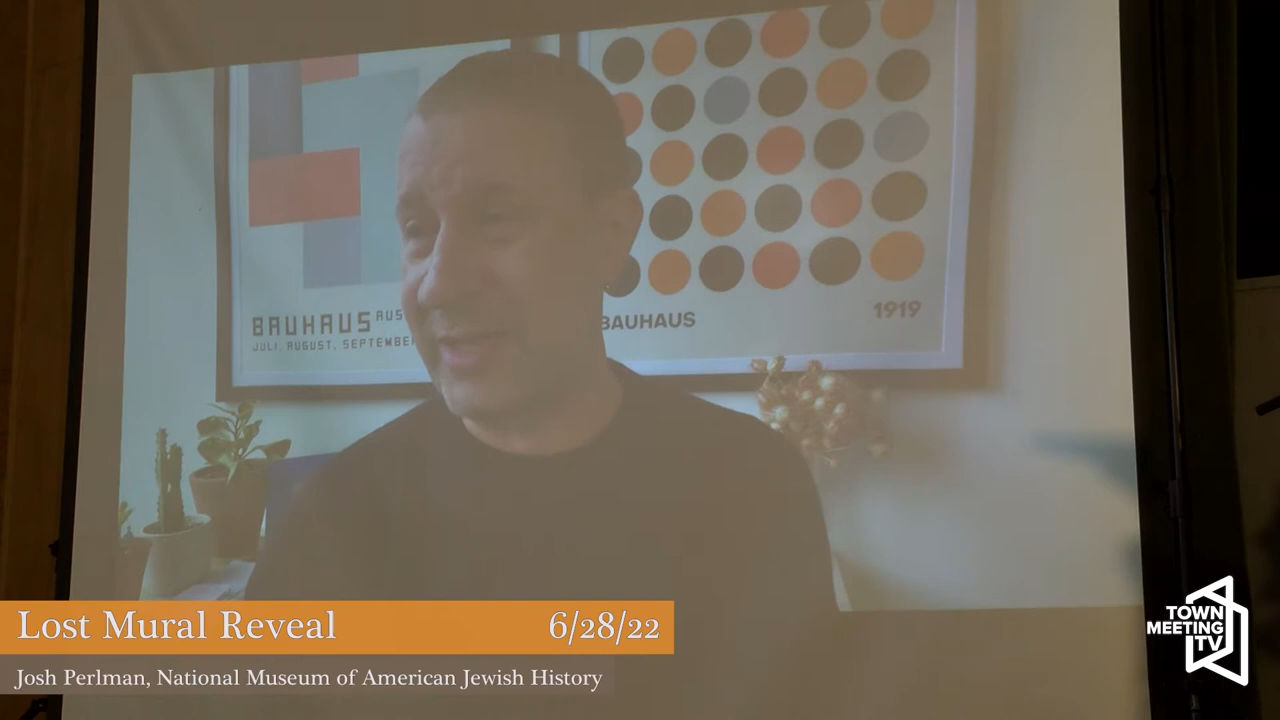 BAUHAUS AUS
JULI, AUGUST, SEPTEMBE
BAUHAUS
1919
Lost Mural Reveal 6/28/22
Josh Perlman, National Museum of American Jewish History
TOWN
MEETING
TV